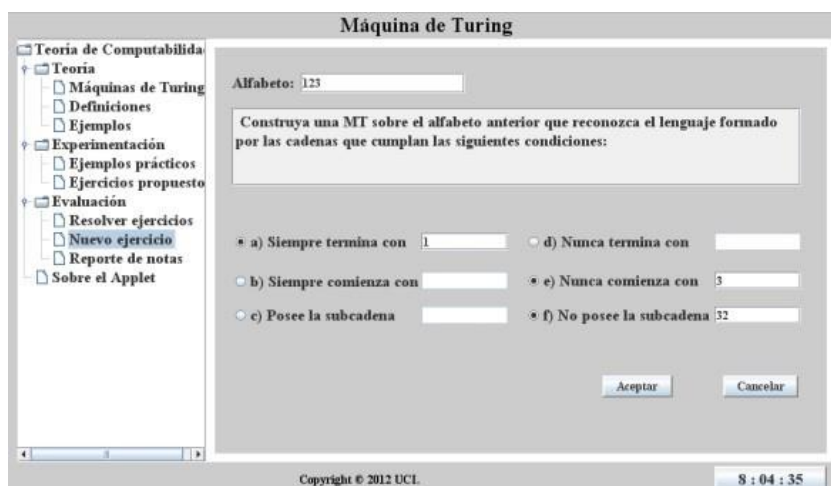 Máquina de Turing
Teoría de Computabilida
Teoría
Máquinas de Turing
Definiciones
Ejemplos
Experimentación
Ejemplos prácticos
Ejercicios propuesto
Evaluación
Resolver ejercicios
Nuevo ejercicio
Reporte de notas
Sobre el Applet
Alfabeto: 123
Construya una MT sobre el alfabeto anterior que reconozca el lenguaje formado
por las cadenas que cumplan las siguientes condiciones:
a) Siempre termina con 1
d) Nunca termina con
b) Siempre comienza con
e) Nunca comienza con 3
c) Posee la subcadena
f) No posee la subcadena 32
Aceptar
Cancelar
Copyright © 2012 UCI.
8 : 04 : 35